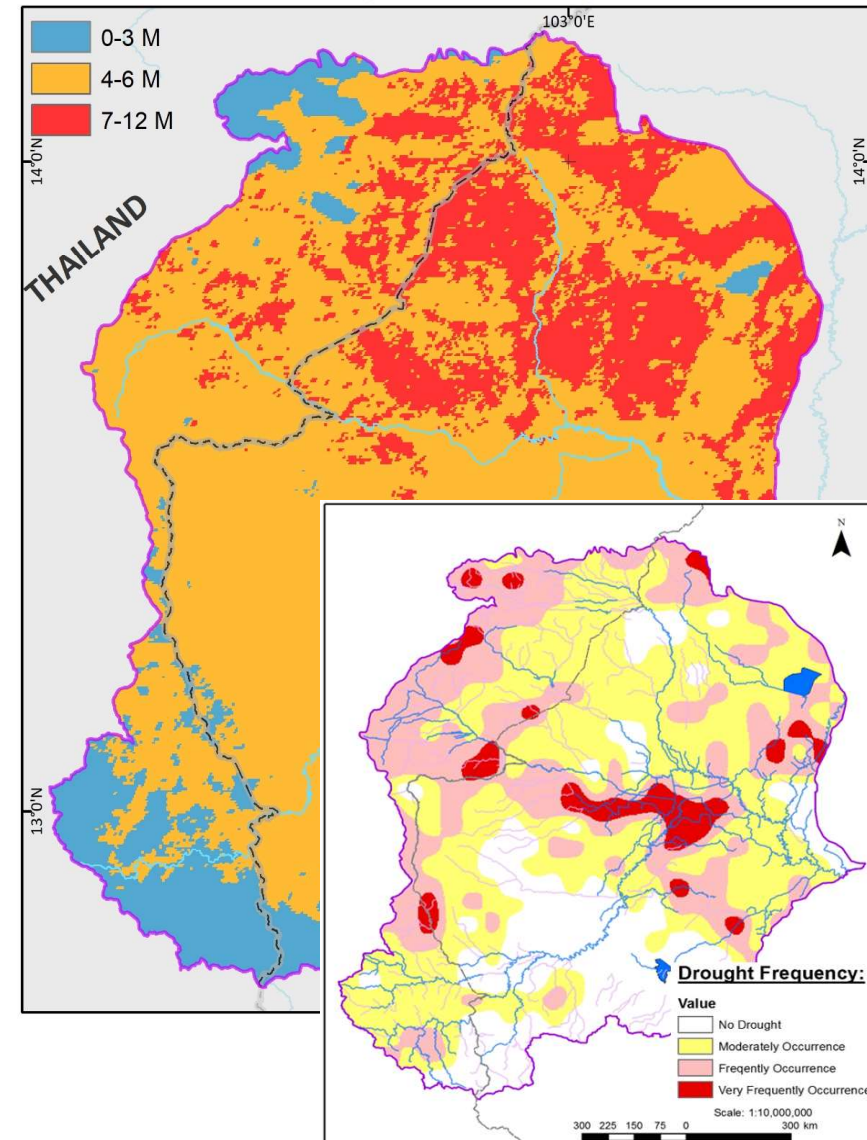 0-3 M
4-6 M
7-12 M
103°0'E
14°0'N
14°0'N
THAILAND
13°0'N
N
Drought Frequency:
Value
No Drought
Moderately Occurrence
Freqently Occurrence
Very Frequently Occurrence
Scale: 1:10,000,000
300 225 150 75 0 300 km